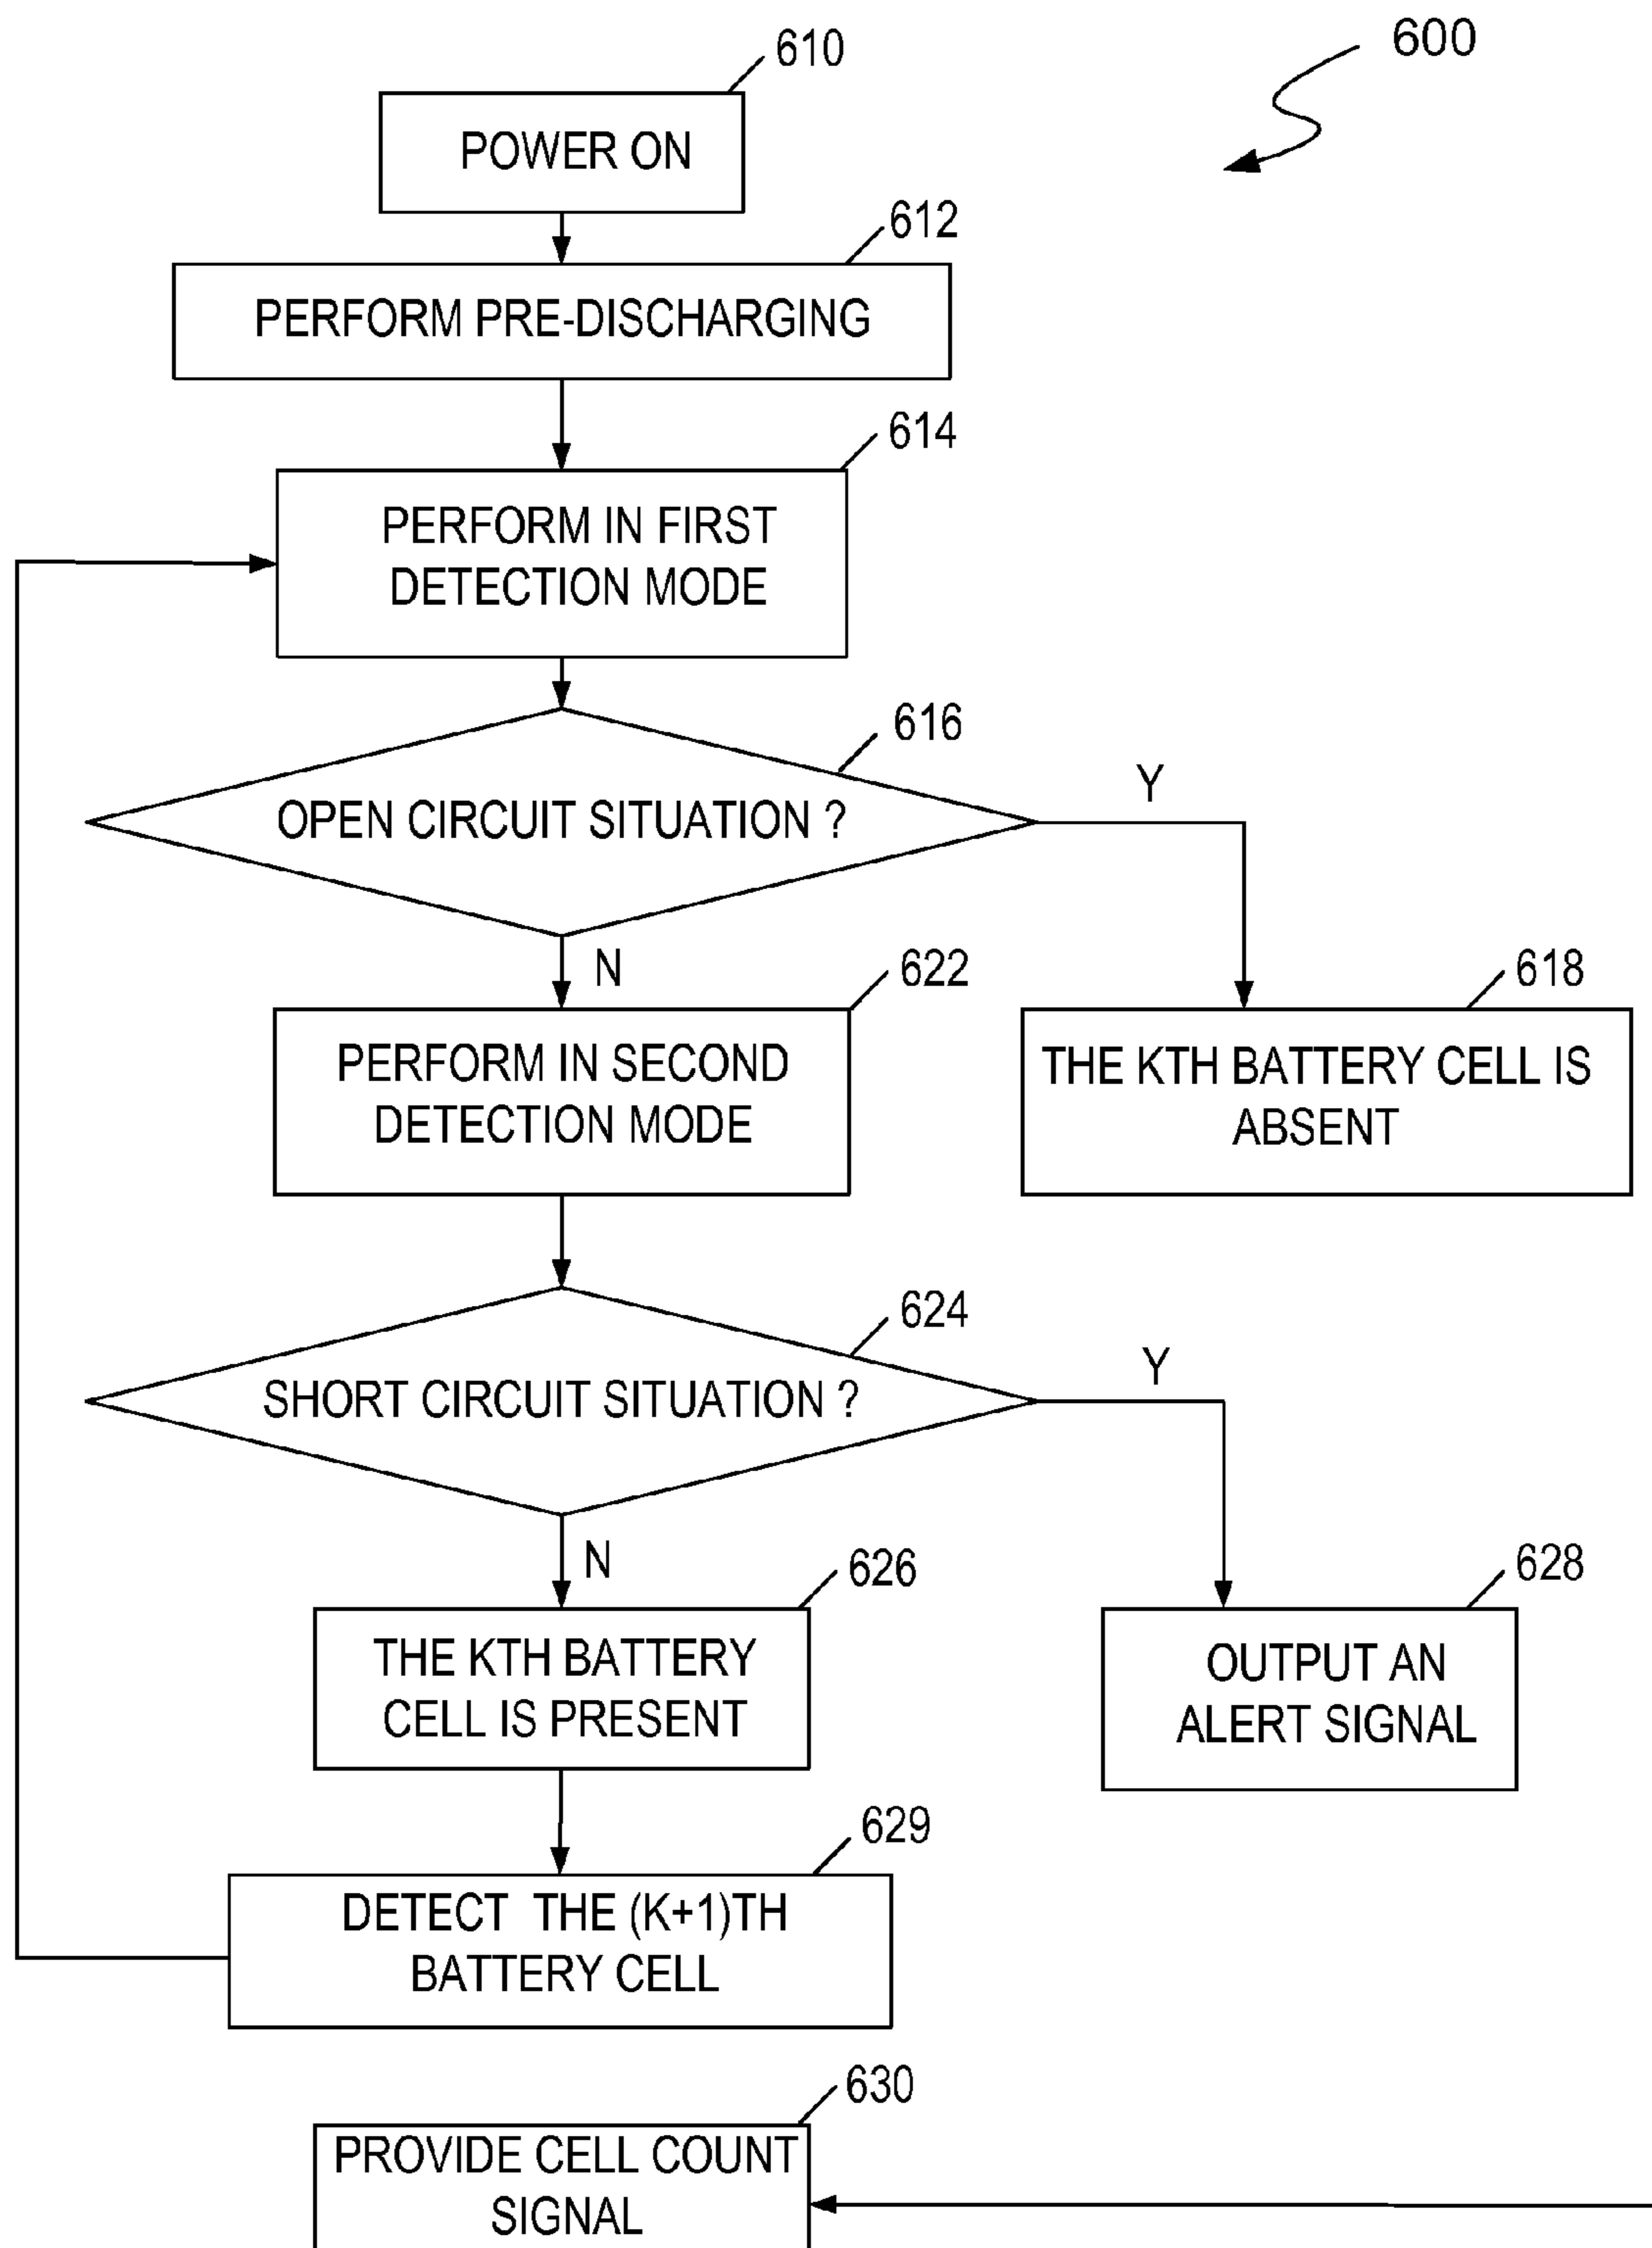 600
610
POWER ON
612
PERFORM PRE-DISCHARGING
614
PERFORM IN FIRST
DETECTION MODE
616
OPEN CIRCUIT SITUATION ?
Y
N
622
PERFORM IN SECOND
DETECTION MODE
618
THE KTH BATTERY CELL IS
ABSENT
624
SHORT CIRCUIT SITUATION ?
Y
N
626
THE KTH BATTERY
CELL IS PRESENT
628
OUTPUT AN
ALERT SIGNAL
629
DETECT THE (K+1)TH
BATTERY CELL
630
PROVIDE CELL COUNT
SIGNAL